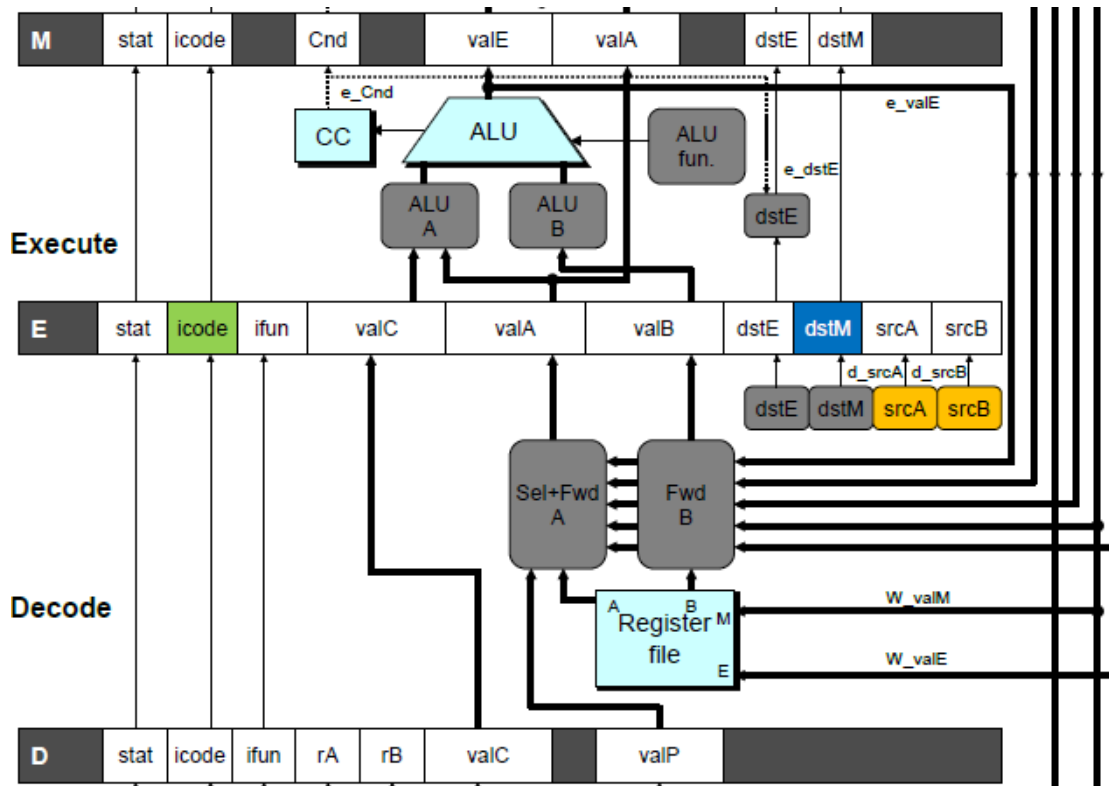 M stat icode Cnd valE valA dstE dstM
e_Cnd
e_valE
CC
ALU
ALU
fun.
e_dstE
ALU
A
ALU
B
dstE
Execute
E stat icode ifun valC valA valB dstE dstM srcA srcB
d_srcA d_srcB
dstE dstM srcA srcB
Sel+Fwd
A
Fwd
B
Decode
A B
W_valM
Register M
file
W_valE
E
D stat icode ifun rA rB valC valP